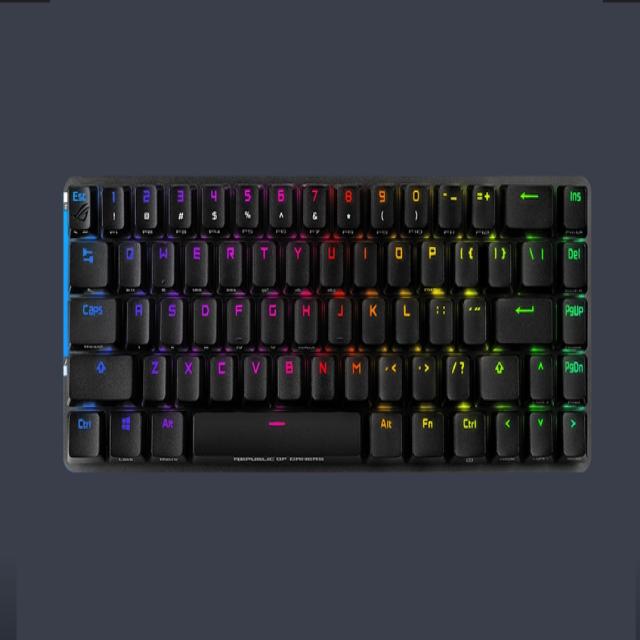 Esc 1 2 3 4 5 6 7 8 9 0 - _ = + ← Ins
! @ # $ % ^ & * ( )
Q W E R T Y U I O P [ { ] } \ | Del
Caps A S D F G H J K L : ; " ' PgUp
Z X C V B N M , < . > / ? PgDn
Ctrl Alt Alt Fn Ctrl < v >
REPUBLIC OF GAMERS